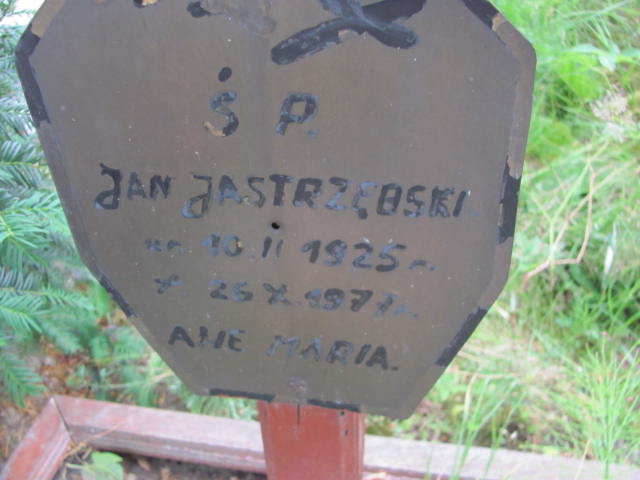 Ś P.
JAN JASTRZĘBSKI
ur. 10.II 1925 r.
26 X 1977 r.
AVE MARIA.